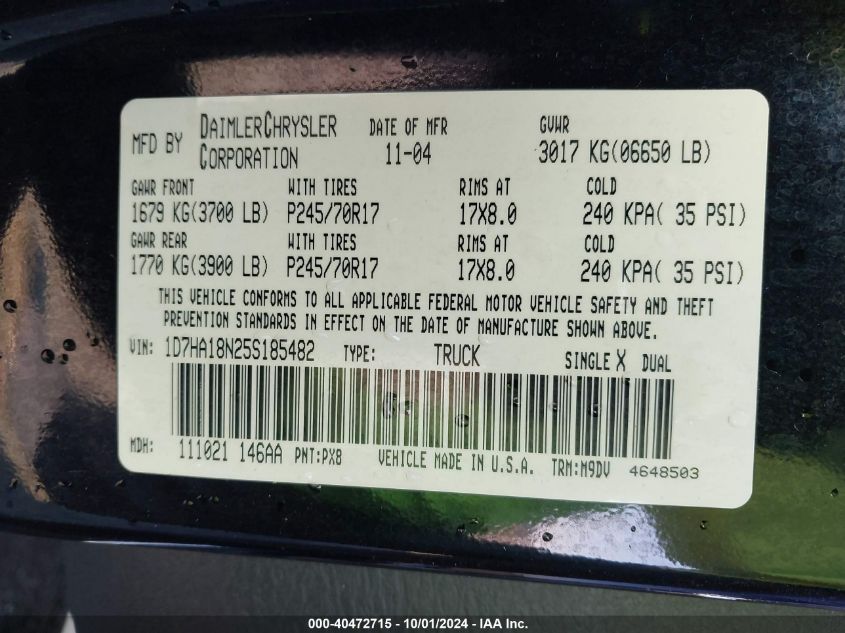 MFD BY DAIMLERCHRYSLER CORPORATION DATE OF MFR 11-04 GVWR 3017 KG(06650 LB)
GAWR FRONT WITH TIRES RIMS AT COLD
1679 KG(3700 LB) P245/70R17 17X8.0 240 KPA( 35 PSI)
GAWR REAR WITH TIRES RIMS AT COLD
1770 KG(3900 LB) P245/70R17 17X8.0 240 KPA( 35 PSI)
THIS VEHICLE CONFORMS TO ALL APPLICABLE FEDERAL MOTOR VEHICLE SAFETY AND THEFT
PREVENTION STANDARDS IN EFFECT ON THE DATE OF MANUFACTURE SHOWN ABOVE.
VIN: 1D7HA18N25S185482 TYPE: TRUCK SINGLE X DUAL
MDH: 111021 146AA PNT:PX8 VEHICLE MADE IN U.S.A. TRM:M9DV 4648503
000-40472715 - 10/01/2024 - IAA Inc.